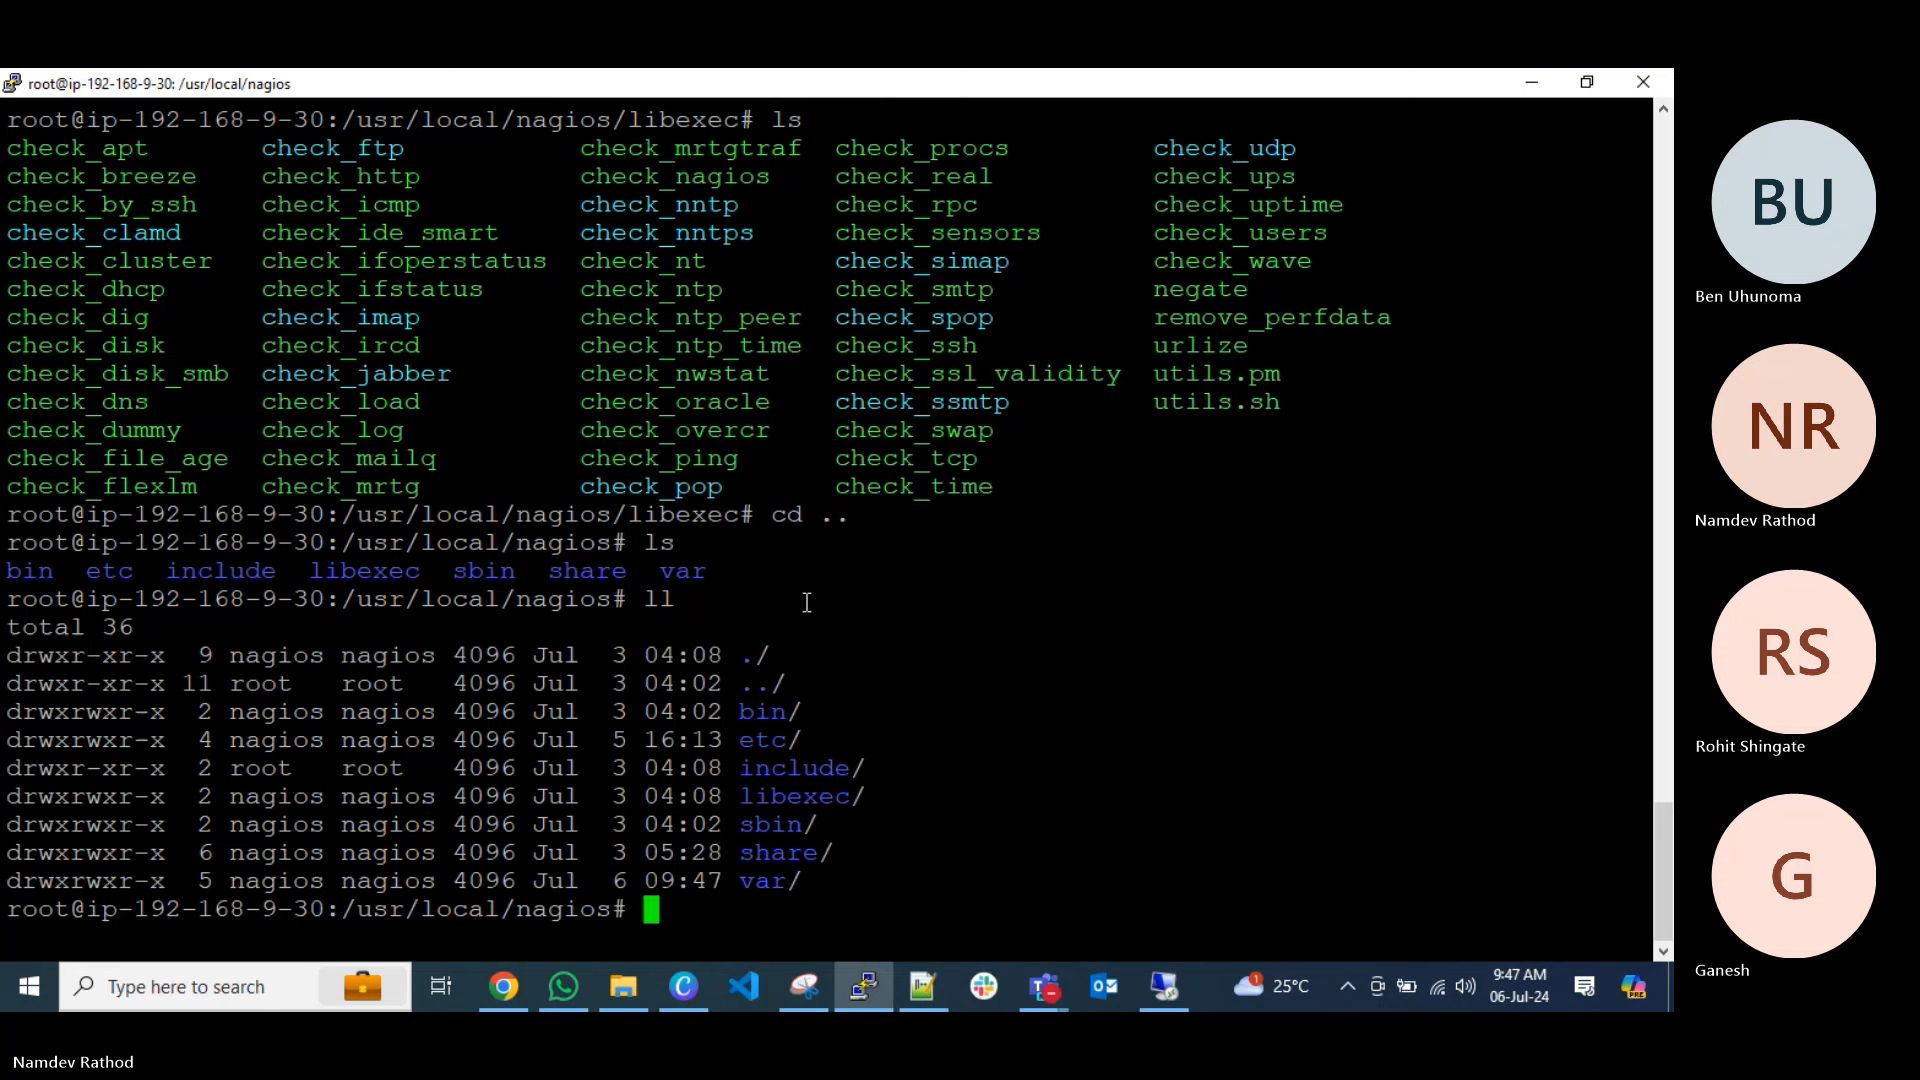 root@ip-192-168-9-30: /usr/local/nagios
root@ip-192-168-9-30:/usr/local/nagios/libexec# ls
check_apt check_ftp check_mrtgtraf check_procs check_udp
check_breeze check_http check_nagios check_real check_ups
check_by_ssh check_icmp check_nntp check_rpc check_uptime
check_clamd check_ide_smart check_nntps check_sensors check_users
check_cluster check_ifoperstatus check_nt check_simap check_wave
check_dhcp check_ifstatus check_ntp check_smtp negate
check_dig check_imap check_ntp_peer check_spop remove_perfdata
check_disk check_ircd check_ntp_time check_ssh urlize
check_disk_smb check_jabber check_nwstat check_ssl_validity utils.pm
check_dns check_load check_oracle check_ssmtp utils.sh
check_dummy check_log check_overcr check_swap
check_file_age check_mailq check_ping check_tcp
check_flexlm check_mrtg check_pop check_time
root@ip-192-168-9-30:/usr/local/nagios/libexec# cd ..
root@ip-192-168-9-30:/usr/local/nagios# ls
bin etc include libexec sbin share var
root@ip-192-168-9-30:/usr/local/nagios# ll
total 36
drwxr-xr-x 9 nagios nagios 4096 Jul 3 04:08 ./
drwxr-xr-x 11 root root 4096 Jul 3 04:02 ../
drwxrwxr-x 2 nagios nagios 4096 Jul 3 04:02 bin/
drwxrwxr-x 4 nagios nagios 4096 Jul 5 16:13 etc/
drwxr-xr-x 2 root root 4096 Jul 3 04:08 include/
drwxrwxr-x 2 nagios nagios 4096 Jul 3 04:08 libexec/
drwxrwxr-x 2 nagios nagios 4096 Jul 3 04:02 sbin/
drwxrwxr-x 6 nagios nagios 4096 Jul 3 05:28 share/
drwxrwxr-x 5 nagios nagios 4096 Jul 6 09:47 var/
root@ip-192-168-9-30:/usr/local/nagios#
Type here to search
1 25°C
9:47 AM
06-Jul-24
PRE
BU
Ben Uhunoma
NR
Namdev Rathod
RS
Rohit Shingate
G
Ganesh
Namdev Rathod